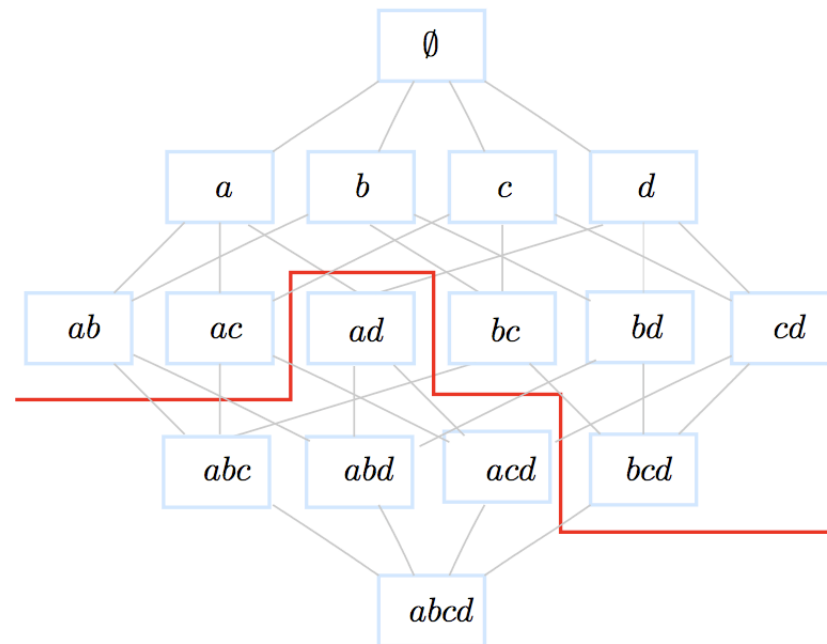 ∅
a b c d
ab ac ad bc bd cd
abc abd acd bcd
abcd